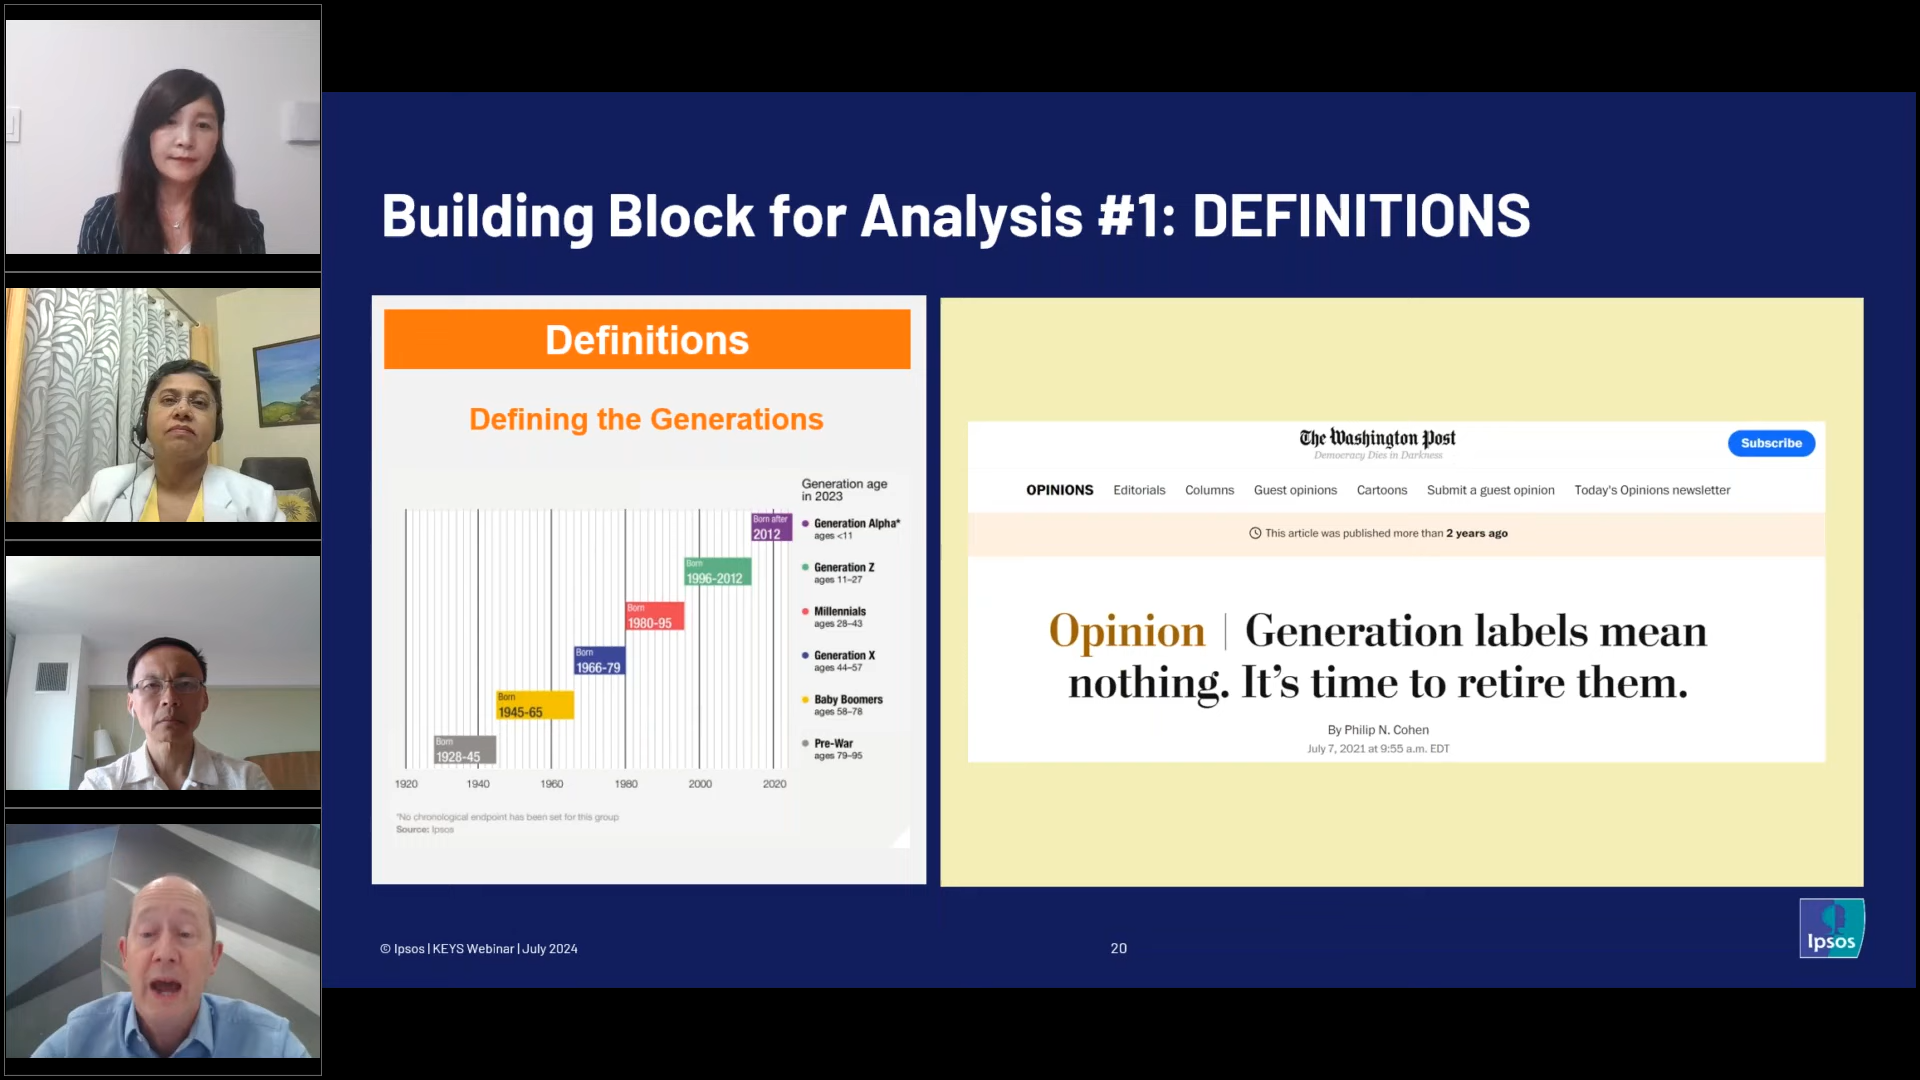 Building Block for Analysis #1: DEFINITIONS
Definitions
Defining the Generations
Generation age
in 2023
Born after
2012
Generation Alpha*
ages <11
Born
1996-2012
Generation Z
ages 11–27
Born
1980-95
Millennials
ages 28–43
Born
1966-79
Generation X
ages 44–57
Born
1945-65
Baby Boomers
ages 58–78
Born
1928-45
Pre-War
ages 79–95
1920 1940 1960 1980 2000 2020
*No chronological endpoint has been set for this group
Source: Ipsos
The Washington Post
Democracy Dies in Darkness
Subscribe
OPINIONS Editorials Columns Guest opinions Cartoons Submit a guest opinion Today's Opinions newsletter
This article was published more than 2 years ago
Opinion | Generation labels mean
nothing. It’s time to retire them.
By Philip N. Cohen
July 7, 2021 at 9:55 a.m. EDT
© Ipsos | KEYS Webinar | July 2024
20
Ipsos